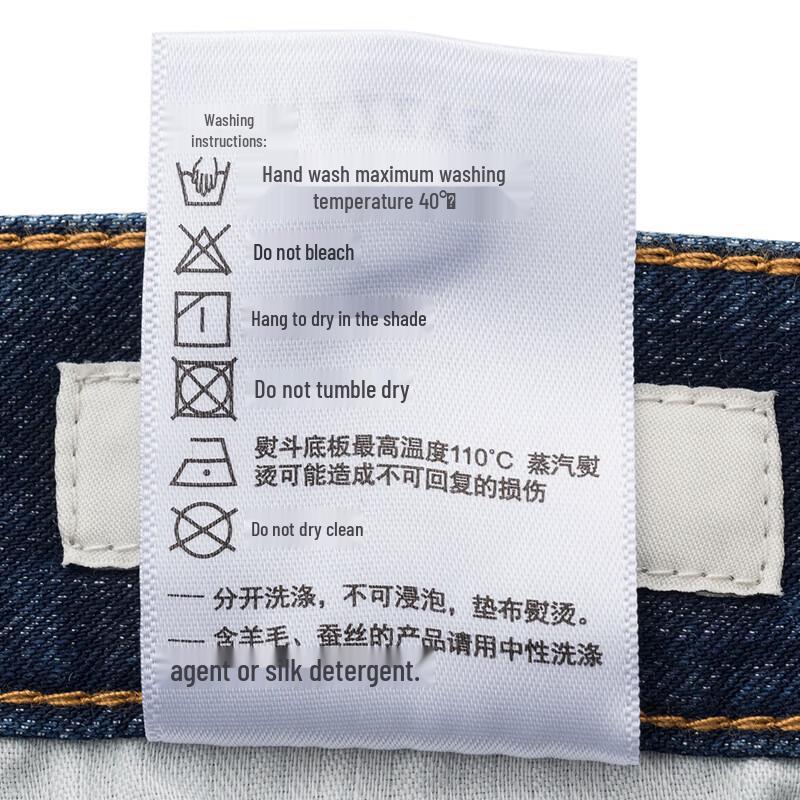 Washing
instructions:
Hand wash maximum washing
temperature 40°
Do not bleach
Hang to dry in the shade
Do not tumble dry
熨斗底板最高温度110°C 蒸汽熨
烫可能造成不可回复的损伤
Do not dry clean
— 分开洗涤，不可浸泡，垫布熨烫。
— 含羊毛、蚕丝的产品请用中性洗涤
agent or silk detergent.